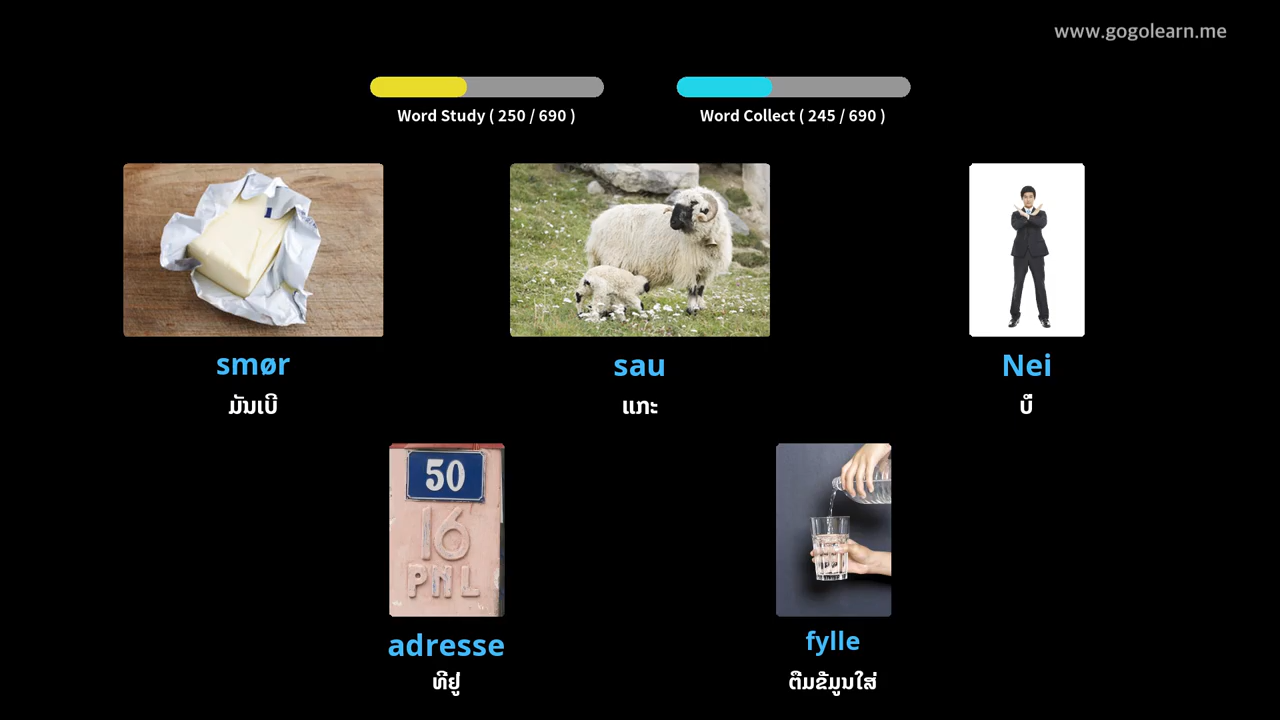 www.gogolearn.me
Word Study ( 250 / 690 )
Word Collect ( 245 / 690 )
smør
sau
Nei
ມັນເບີ
ແກະ
ບໍ່
50
16
PNL
adresse
fylle
ທີ່ຢູ່
ຕື່ມຂໍ້ມູນໃສ່